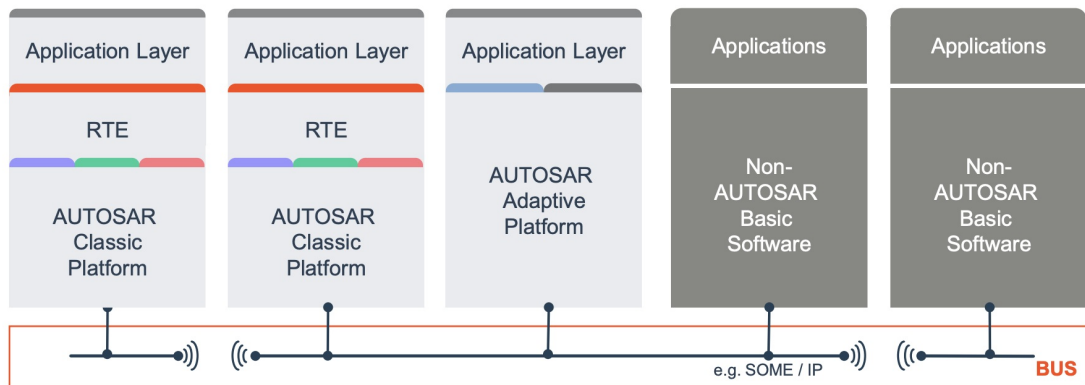 Application Layer
RTE
AUTOSAR
Classic
Platform
Application Layer
RTE
AUTOSAR
Classic
Platform
Application Layer
AUTOSAR
Adaptive
Platform
Applications
Non-
AUTOSAR
Basic
Software
Applications
Non-
AUTOSAR
Basic
Software
e.g. SOME / IP
BUS